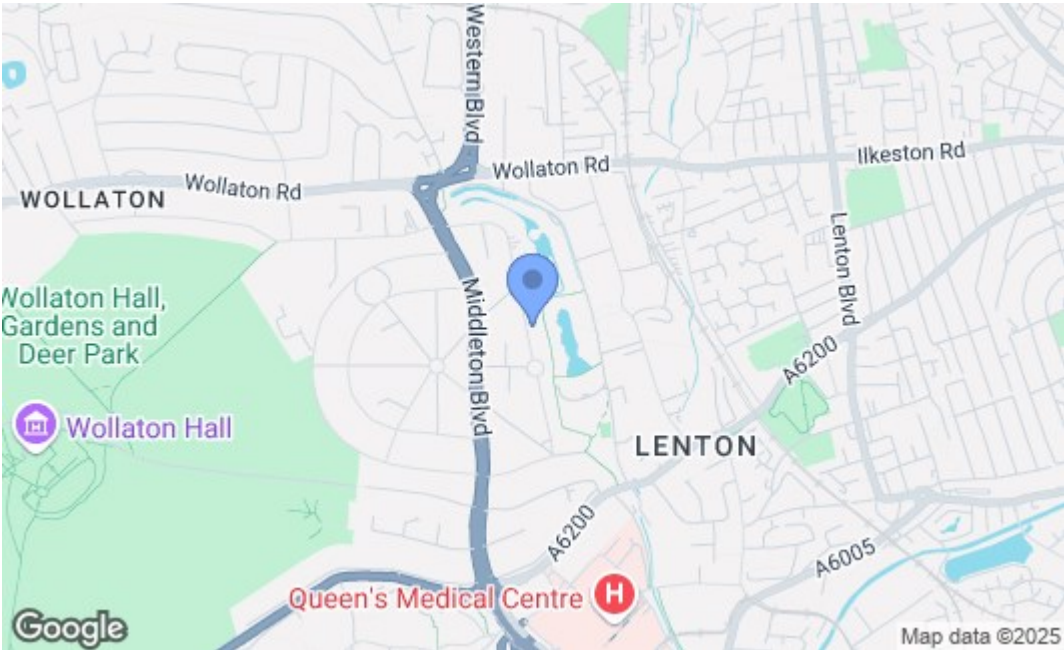 Western Blvd
Wollaton Rd
Ilkeston Rd
WOLLATON
Wollaton Rd
Lenton Blvd
Wollaton Hall,
Gardens and
Deer Park
Middleton Blvd
A6200
Wollaton Hall
LENTON
A6200
A6005
Queen's Medical Centre
H
Google
Map data ©2025